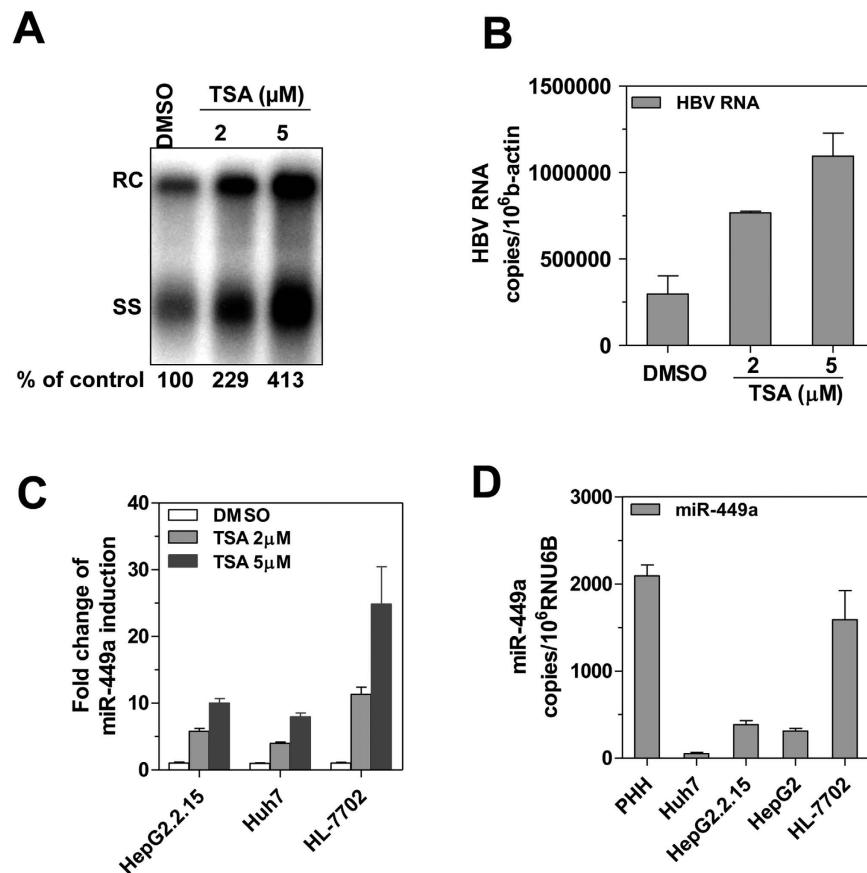 A
DMSO
TSA (µM)
2 5
RC
SS
% of control 100 229 413
B
HBV RNA
copies/10⁶b-actin
1500000
1000000
500000
0
HBV RNA
DMSO
2 5
TSA (µM)
C
Fold change of
miR-449a induction
40
30
20
10
0
DMSO
TSA 2µM
TSA 5µM
HepG2.2.15
Huh7
HL-7702
D
miR-449a
copies/10⁶RNU6B
3000
2000
1000
0
miR-449a
PHH
Huh7
HepG2.2.15
HepG2
HL-7702